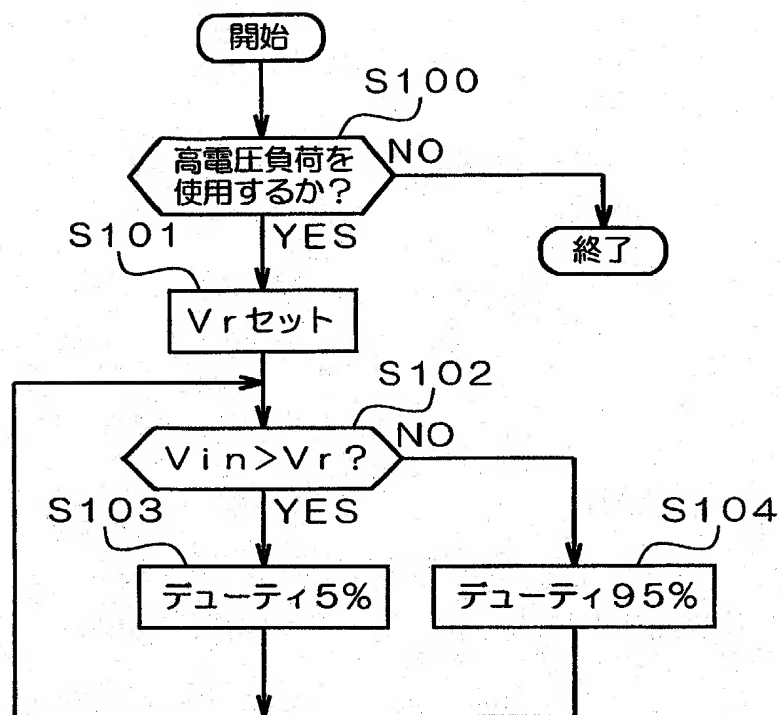 開始
S100
高電圧負荷を
使用するか？
NO
S101
YES
終了
Vrセット
S102
Vin>Vr？
NO
S103
YES
S104
デューティ5%
デューティ95%